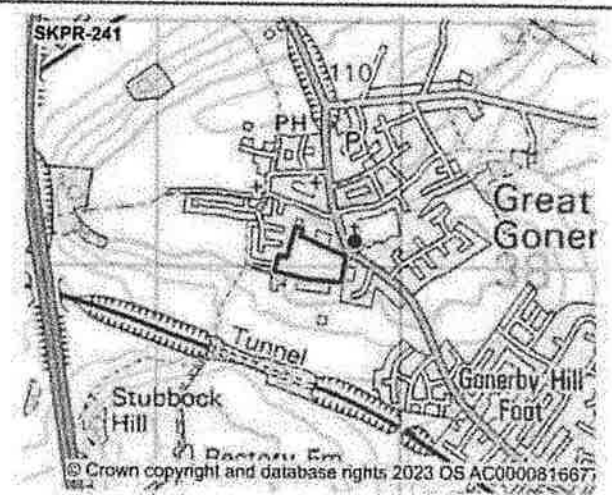 SKPR-241
110
PH
P
Great
Goner
Tunnel
Gonerby Hill
Foot
Stubbock
Hill
© Crown copyright and database rights 2023 OS AC000081667